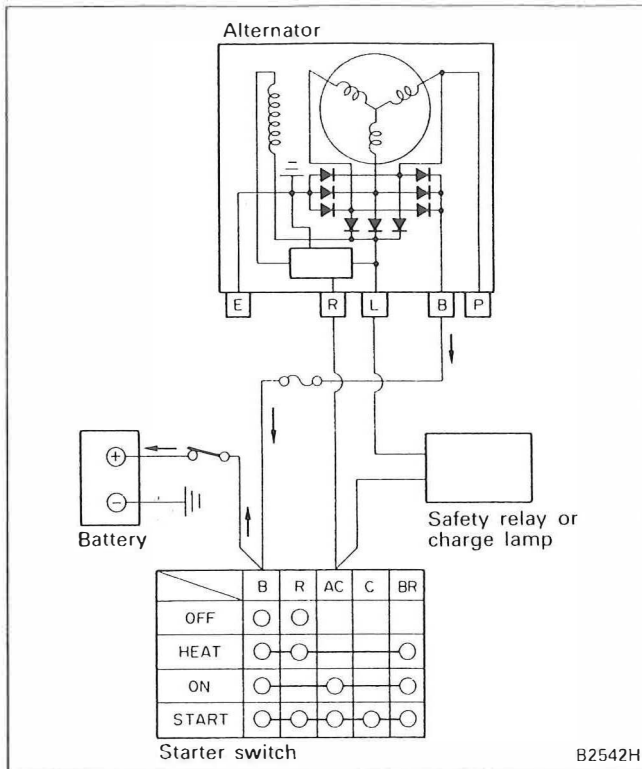 Alternator
E R L B P
+
−
Battery
Safety relay or
charge lamp
B R AC C BR
OFF
HEAT
ON
START
Starter switch
B2542H